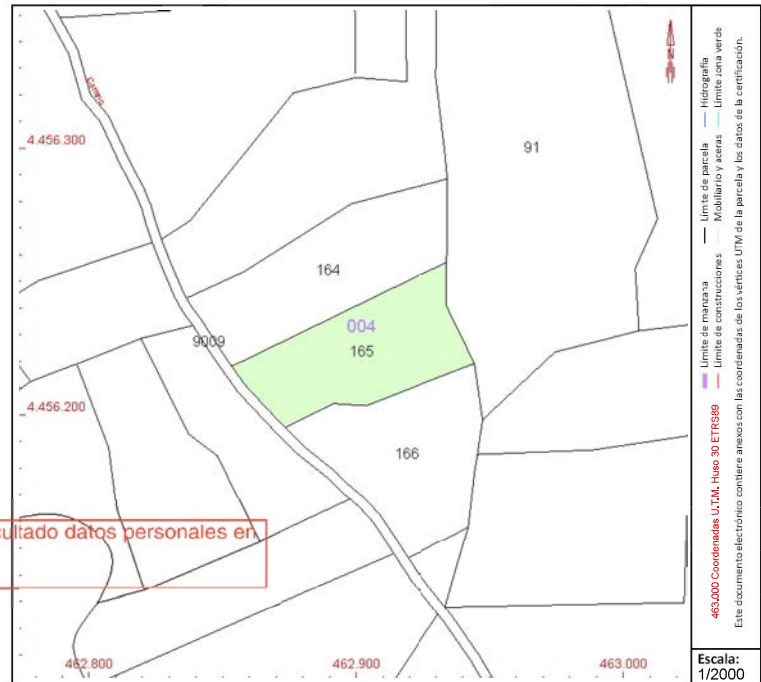 Camino
4.456.300
91
164
004
165
9009
4.456.200
166
cultado datos personales en
462.800
462.900
463.000
Límite de manzana
Límite de parcela
Hidrografía
Límite de construcciones
Mobiliario y aceras
Límite zona verde
463.000 Coordenadas U.T.M. Huso 30 ETRS89
Este documento electrónico contiene anexos con las coordenadas de los vértices UTM de la parcela y los datos de la certificación.
Escala:
1/2000